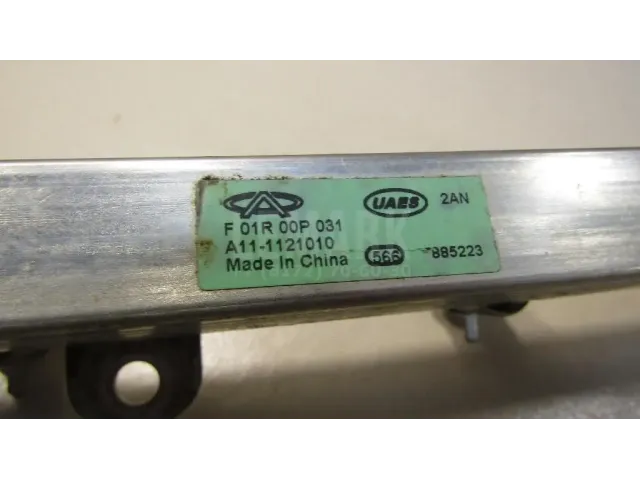 UAES 2AN
F 01R 00P 031
A11-1121010
Made in China 566 885223